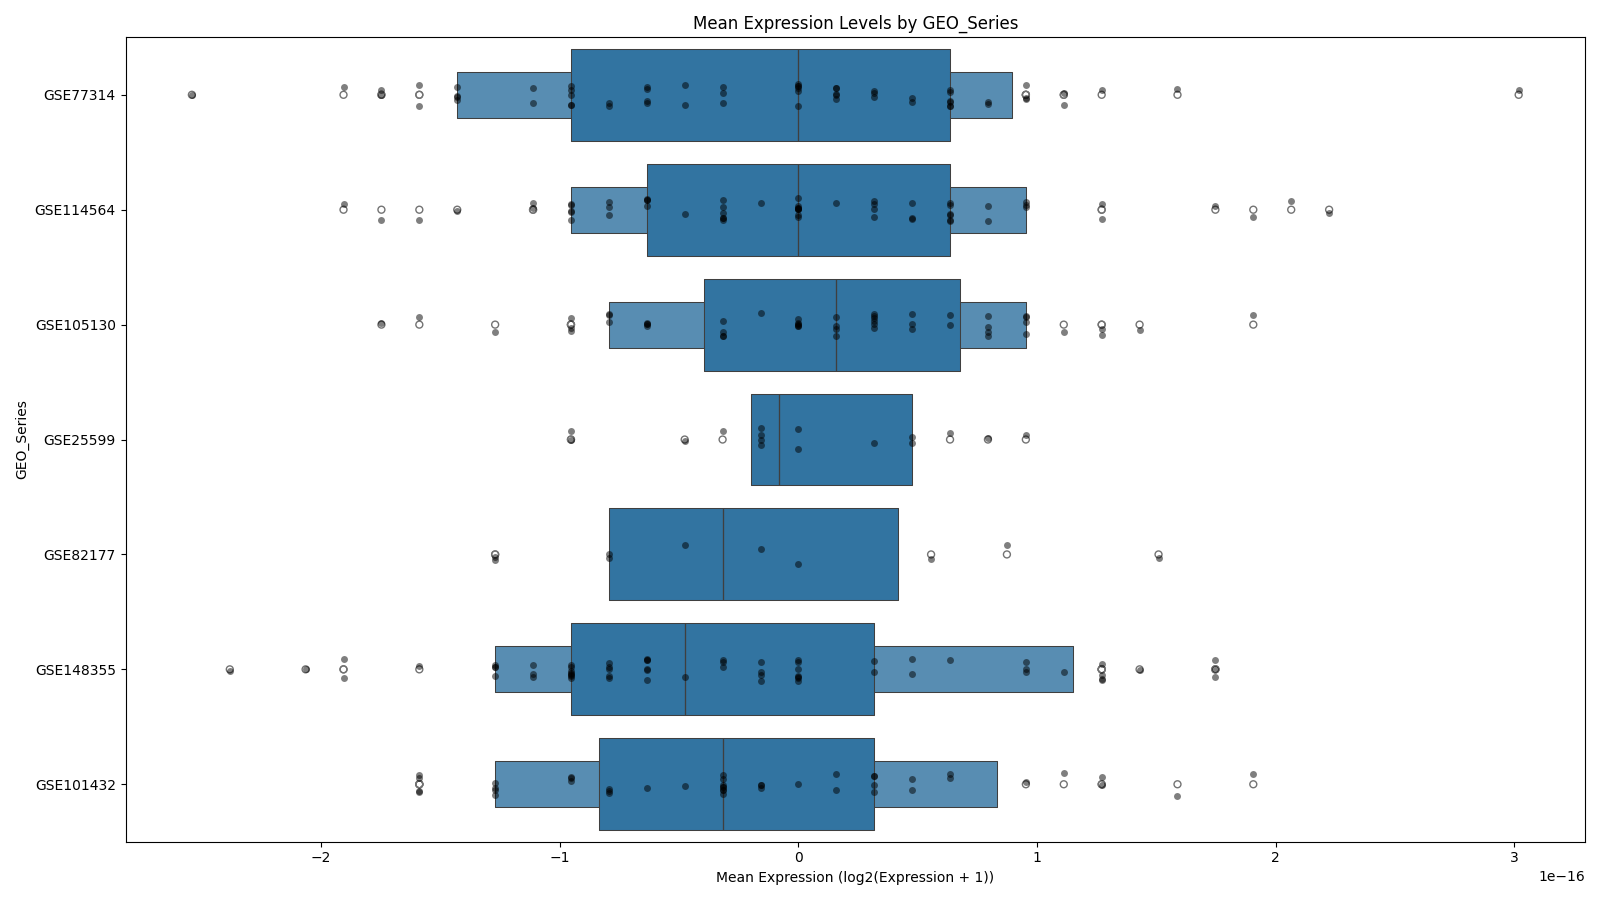 Mean Expression Levels by GEO_Series
GSE77314
GSE114564
GSE105130
GSE25599
GSE82177
GSE148355
GSE101432
GEO_Series
−2
−1
0
1
2
3
1e−16
Mean Expression (log2(Expression + 1))